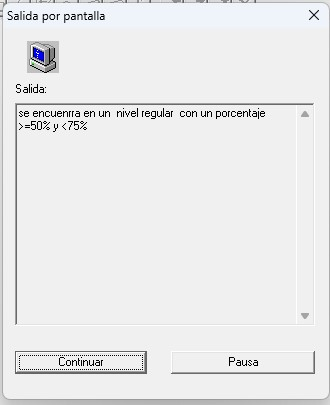 Salida por pantalla
Salida:
se encuenrra en un  nivel regular  con un porcentaje
>=50% y <75%
Continuar
Pausa